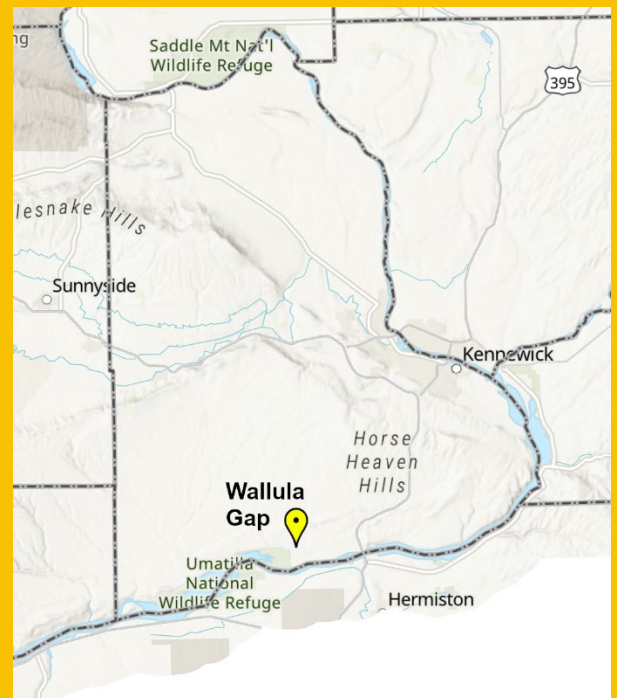 ng
Saddle Mt Nat'l
Wildlife Refuge
395
lesnake Hills
Sunnyside
Kennewick
Horse
Heaven
Hills
Wallula
Gap
Umatilla
National
Wildlife Refuge
Hermiston